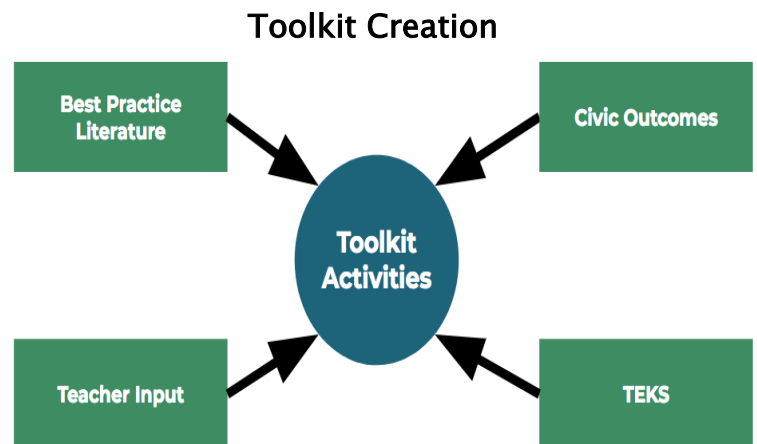 Toolkit Creation
Best Practice
Literature
Civic Outcomes
Toolkit
Activities
Teacher Input
TEKS